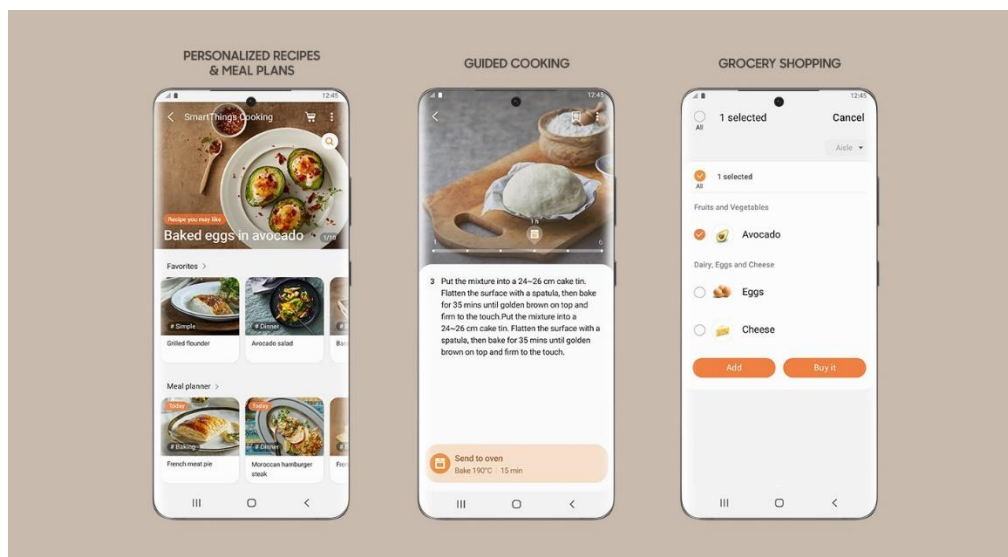 PERSONALIZED RECIPES
& MEAL PLANS
12:45
SmartThings Cooking
Recipe you may like
Baked eggs in avocado
1/10
Favorites >
# Simple
# Dinner
Grilled flounder
Avocado salad
Meal planner >
Today
Today
# Baking
# Dinner
French meat pie
Moroccan hamburger
steak
GUIDED COOKING
12:45
1 h
1
6
3 Put the mixture into a 24~26 cm cake tin.
Flatten the surface with a spatula, then bake
for 35 mins until golden brown on top and
firm to the touch.Put the mixture into a
24~26 cm cake tin. Flatten the surface with a
spatula, then bake for 35 mins until golden
brown on top and firm to the touch.
Send to oven
Bake 190°C | 15 min
GROCERY SHOPPING
12:45
All
1 selected
Cancel
Aisle
All
1 selected
Fruits and Vegetables
Avocado
Dairy, Eggs and Cheese
Eggs
Cheese
Add
Buy it